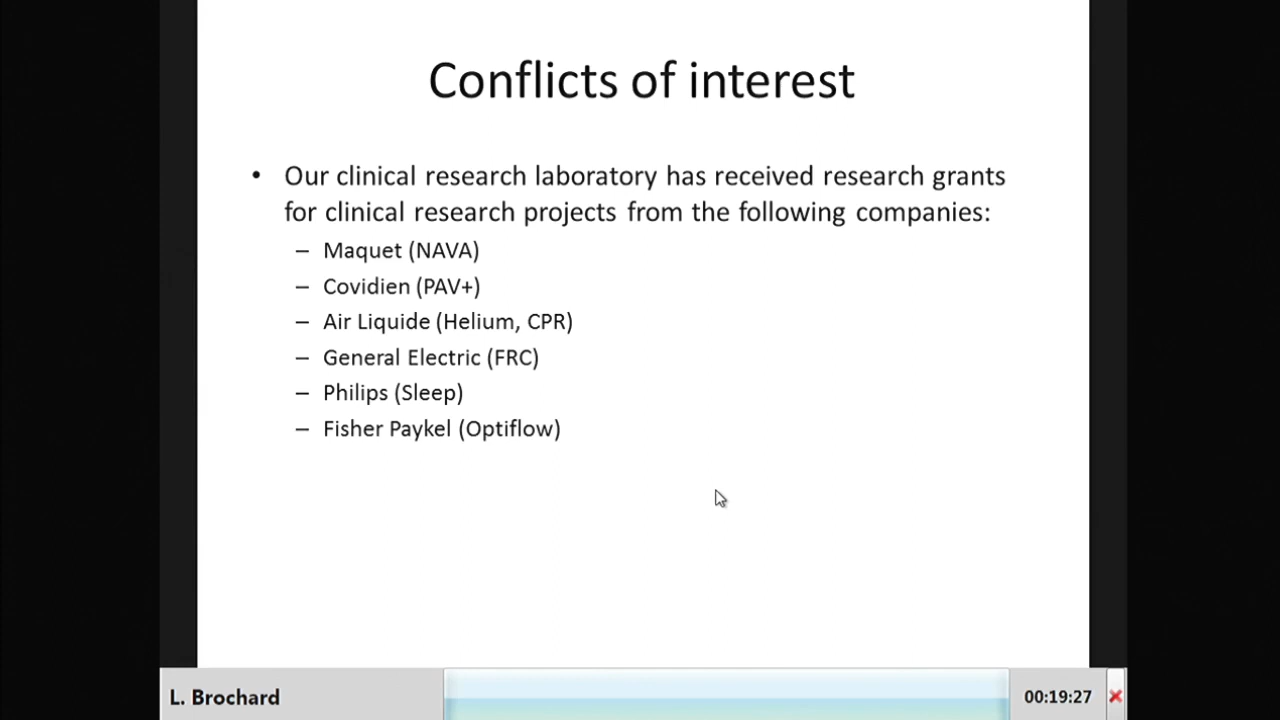 Conflicts of interest
• Our clinical research laboratory has received research grants
for clinical research projects from the following companies:
– Maquet (NAVA)
– Covidien (PAV+)
– Air Liquide (Helium, CPR)
– General Electric (FRC)
– Philips (Sleep)
– Fisher Paykel (Optiflow)
L. Brochard
00:19:27